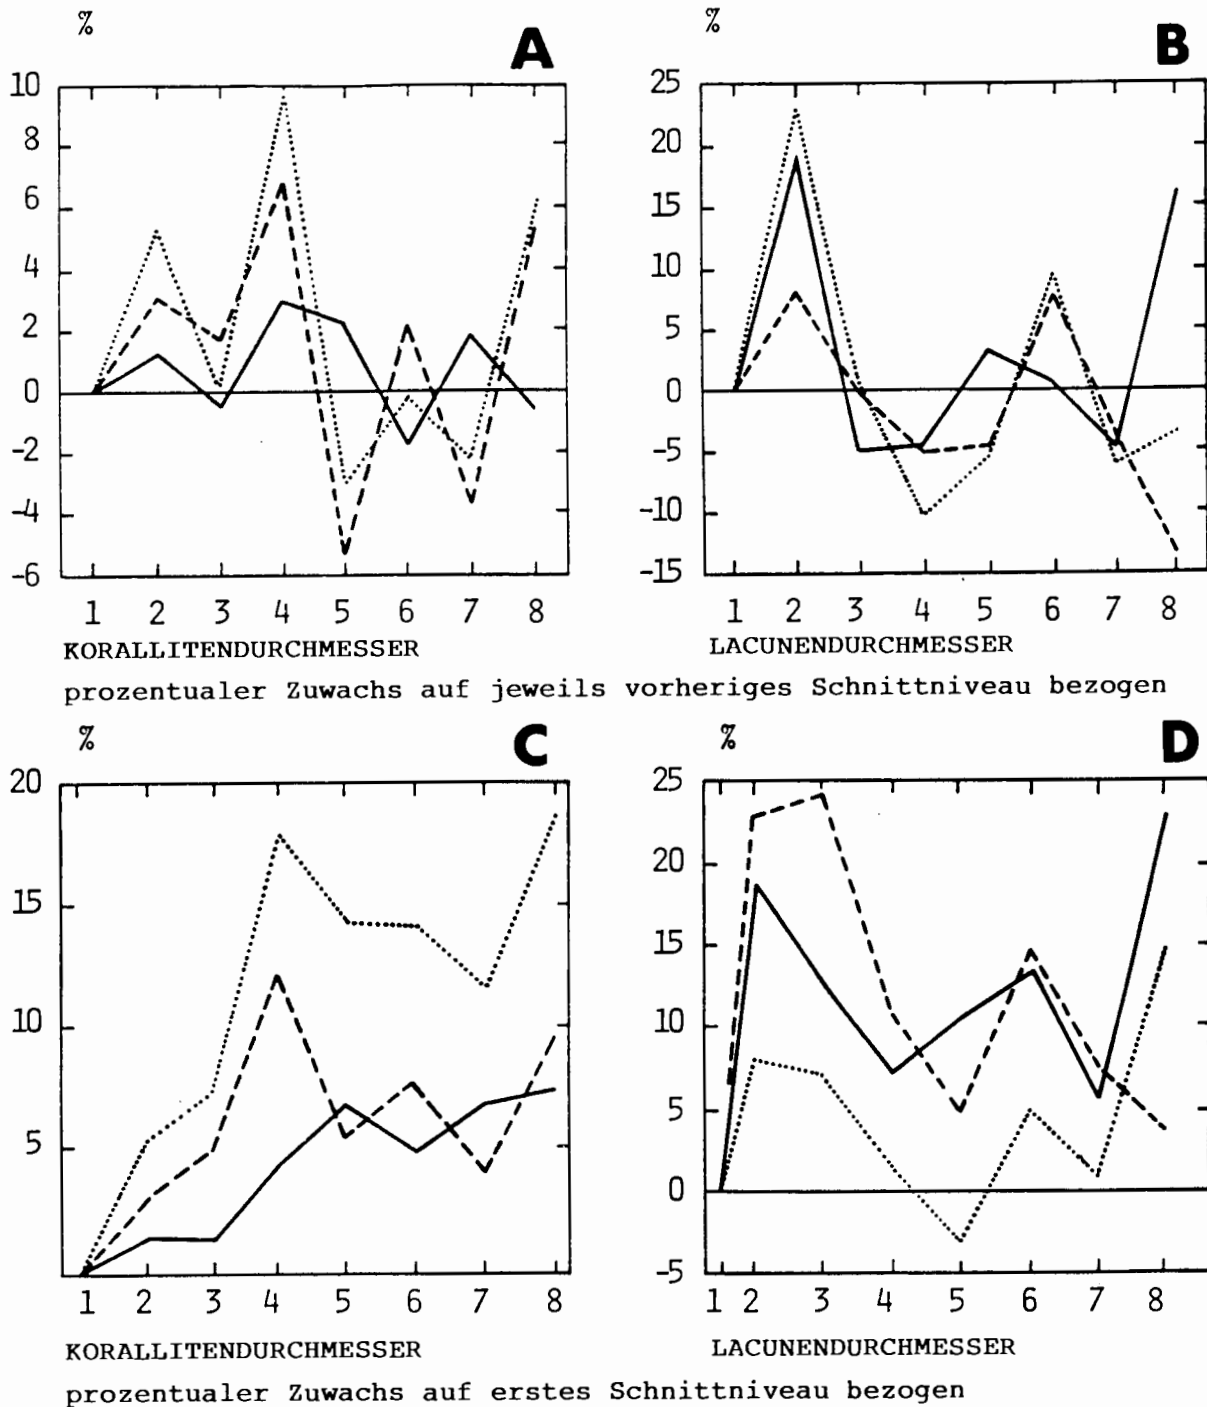 %
A
10
8
6
4
2
0
-2
-4
-6
1 2 3 4 5 6 7 8
KORALLITENDURCHMESSER
%
B
25
20
15
10
5
0
-5
-10
-15
1 2 3 4 5 6 7 8
LACUNENDURCHMESSER
prozentualer Zuwachs auf jeweils vorheriges Schnittniveau bezogen
%
C
20
15
10
5
1 2 3 4 5 6 7 8
KORALLITENDURCHMESSER
%
D
25
20
15
10
5
0
-5
1 2 3 4 5 6 7 8
LACUNENDURCHMESSER
prozentualer Zuwachs auf erstes Schnittniveau bezogen